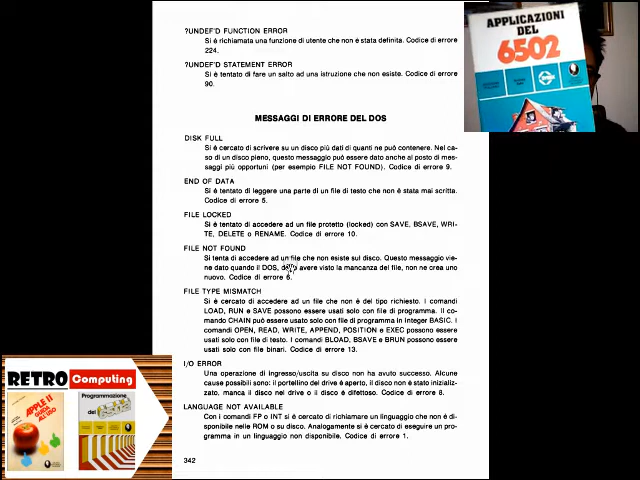 ?UNDEF'D FUNCTION ERROR
Si è richiamata una funzione di utente che non è stata definita. Codice di errore
224.
?UNDEF'D STATEMENT ERROR
Si è tentato di fare un salto ad una istruzione che non esiste. Codice di errore
90.
MESSAGGI DI ERRORE DEL DOS
DISK FULL
Si è cercato di scrivere su un disco più dati di quanti ne può contenere. Nel ca-
so di un disco pieno, questo messaggio può essere dato anche al posto di mes-
saggi più opportuni (per esempio FILE NOT FOUND). Codice di errore 9.
END OF DATA
Si è tentato di leggere una parte di un file di testo che non è stata mai scritta.
Codice di errore 5.
FILE LOCKED
Si è tentato di accedere ad un file protetto (locked) con SAVE, BSAVE, WRI-
TE, DELETE o RENAME. Codice di errore 10.
FILE NOT FOUND
Si tenta di accedere ad un file che non esiste sul disco. Questo messaggio vie-
ne dato quando il DOS, avere visto la mancanza del file, non ne crea uno
nuovo. Codice di errore 6.
FILE TYPE MISMATCH
Si è cercato di accedere ad un file che non è del tipo richiesto. I comandi
LOAD, RUN e SAVE possono essere usati solo con file di programma. Il co-
mando CHAIN può essere usato solo con file di programma in Integer BASIC. I
comandi OPEN, READ, WRITE, APPEND, POSITION e EXEC possono essere
usati solo con file di testo. I comandi BLOAD, BSAVE e BRUN possono essere
usati solo con file binari. Codice di errore 13.
I/O ERROR
Una operazione di ingresso/uscita su disco non ha avuto successo. Alcune
cause possibili sono: il portellino del drive è aperto, il disco non è stato inizializ-
zato, manca il disco nel drive o il disco è difettoso. Codice di errore 8.
LANGUAGE NOT AVAILABLE
Con i comandi FP o INT si è cercato di richiamare un linguaggio che non è di-
sponibile nelle ROM o su disco. Analogamente si è cercato di eseguire un pro-
gramma in un linguaggio non disponibile. Codice di errore 1.
342
APPLICAZIONI
DEL
6502
RETRO Computing
APPLE II
GUIDA
ALL'USO
Programmazione
del